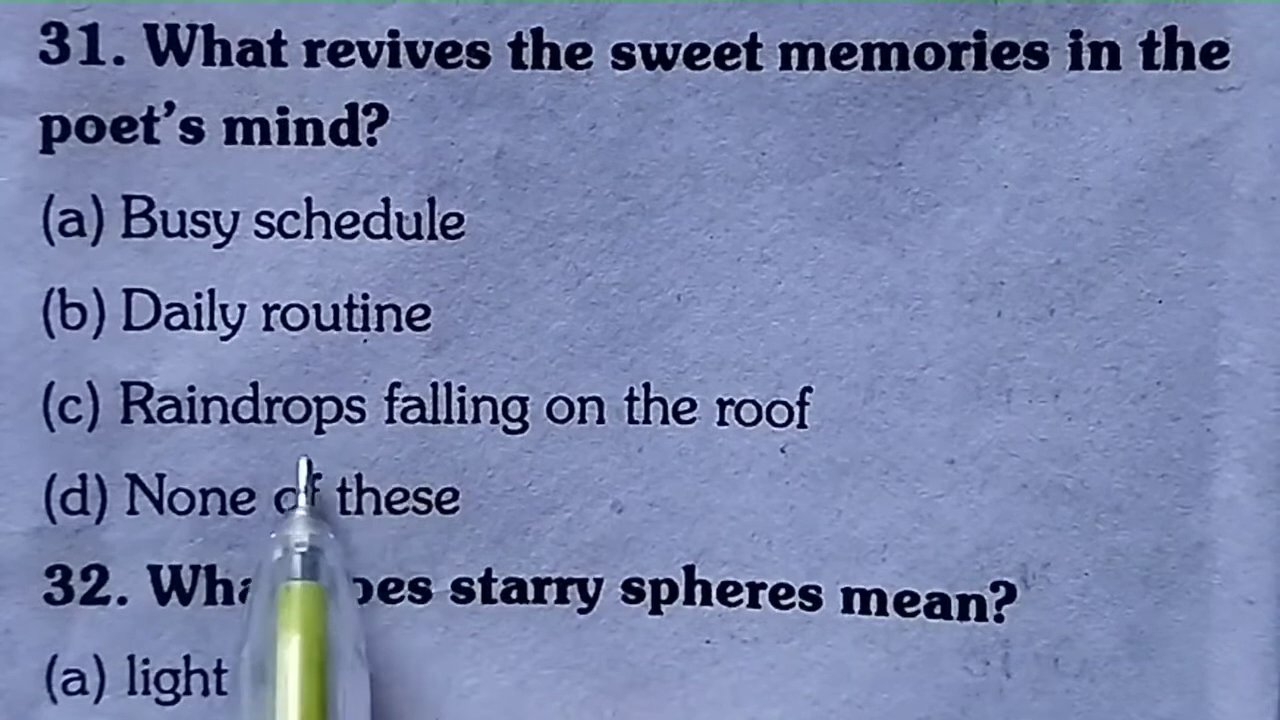 31. What revives the sweet memories in the
poet's mind?
(a) Busy schedule
(b) Daily routine
(c) Raindrops falling on the roof
(d) None of these
32. starry spheres mean?
(a) light